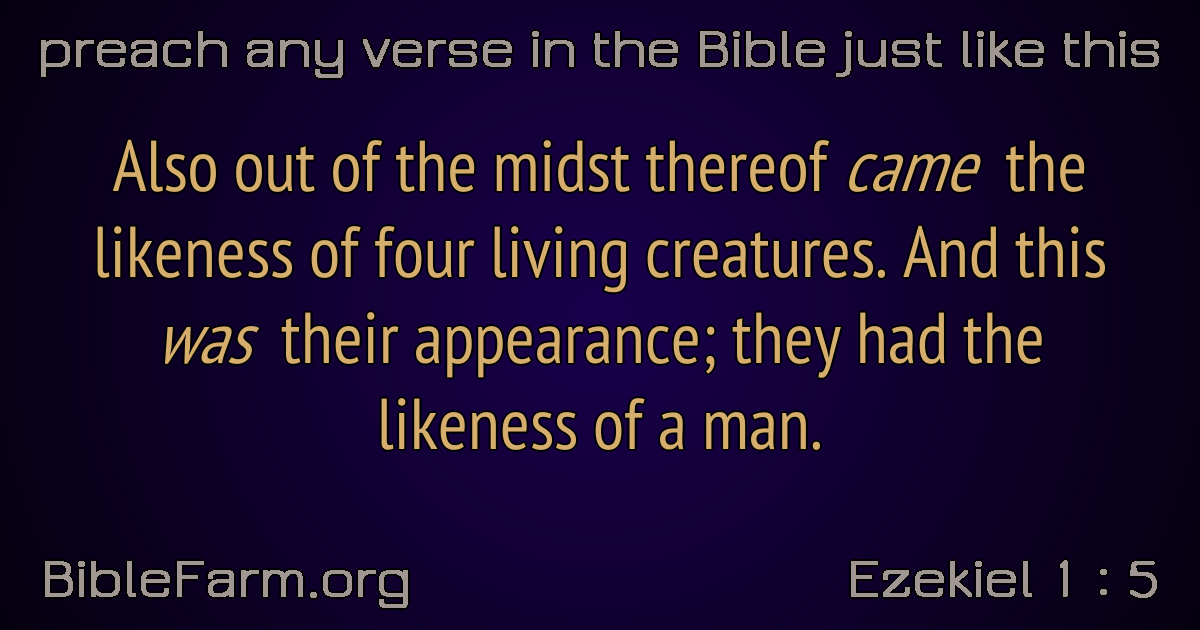 preach any verse in the Bible just like this
Also out of the midst thereof came the
likeness of four living creatures. And this
was their appearance; they had the
likeness of a man.
BibleFarm.org
Ezekiel 1 : 5